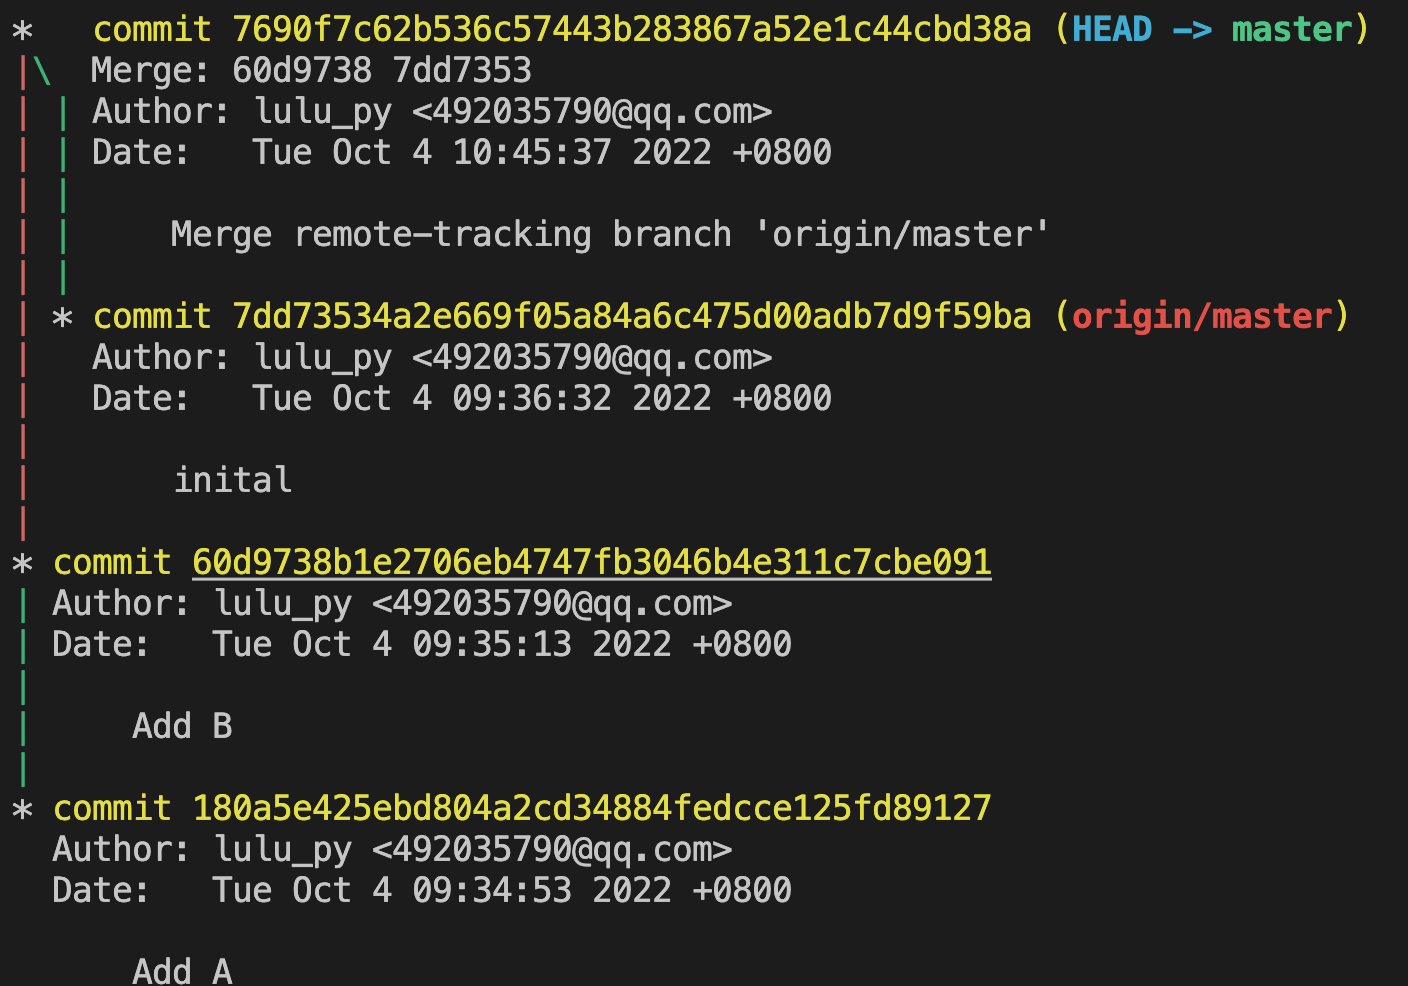 *   commit 7690f7c62b536c57443b283867a52e1c44cbd38a (HEAD -> master)
|\  Merge: 60d9738 7dd7353
| | Author: lulu_py <492035790@qq.com>
| | Date:   Tue Oct 4 10:45:37 2022 +0800
| |
| |     Merge remote-tracking branch 'origin/master'
| |
| * commit 7dd73534a2e669f05a84a6c475d00adb7d9f59ba (origin/master)
|   Author: lulu_py <492035790@qq.com>
|   Date:   Tue Oct 4 09:36:32 2022 +0800
|
|       inital
|
* commit 60d9738b1e2706eb4747fb3046b4e311c7cbe091
| Author: lulu_py <492035790@qq.com>
| Date:   Tue Oct 4 09:35:13 2022 +0800
|
|     Add B
|
* commit 180a5e425ebd804a2cd34884fedcce125fd89127
  Author: lulu_py <492035790@qq.com>
  Date:   Tue Oct 4 09:34:53 2022 +0800

      Add A